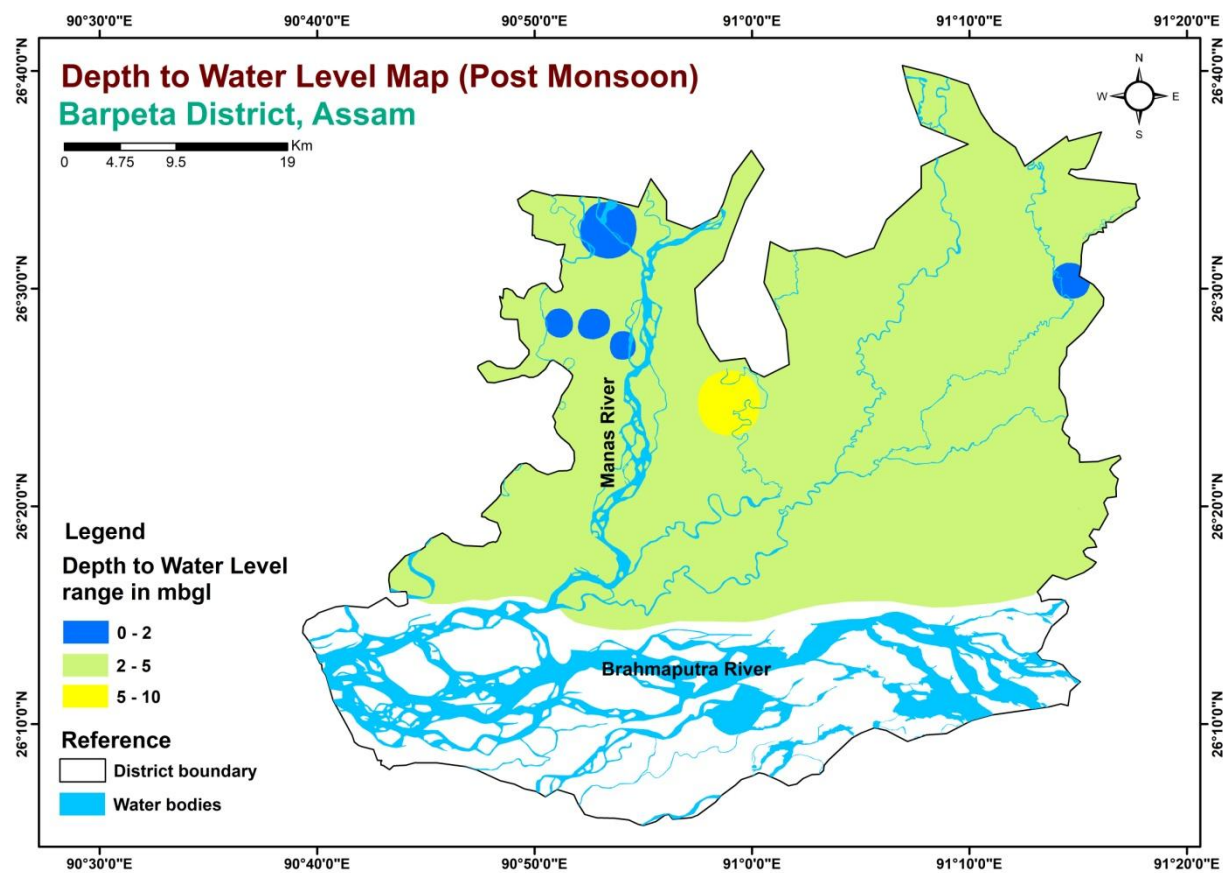 90°30'0"E 90°40'0"E 90°50'0"E 91°0'0"E 91°10'0"E 91°20'0"E
26°40'0"N
26°40'0"N
Depth to Water Level Map (Post Monsoon)
Barpeta District, Assam
Km
0 4.75 9.5 19
N
W E
S
26°30'0"N
26°30'0"N
Manas River
26°20'0"N
26°20'0"N
Legend
Depth to Water Level
range in mbgl
0 - 2
2 - 5
5 - 10
Brahmaputra River
26°10'0"N
26°10'0"N
Reference
District boundary
Water bodies
90°30'0"E 90°40'0"E 90°50'0"E 91°0'0"E 91°10'0"E 91°20'0"E